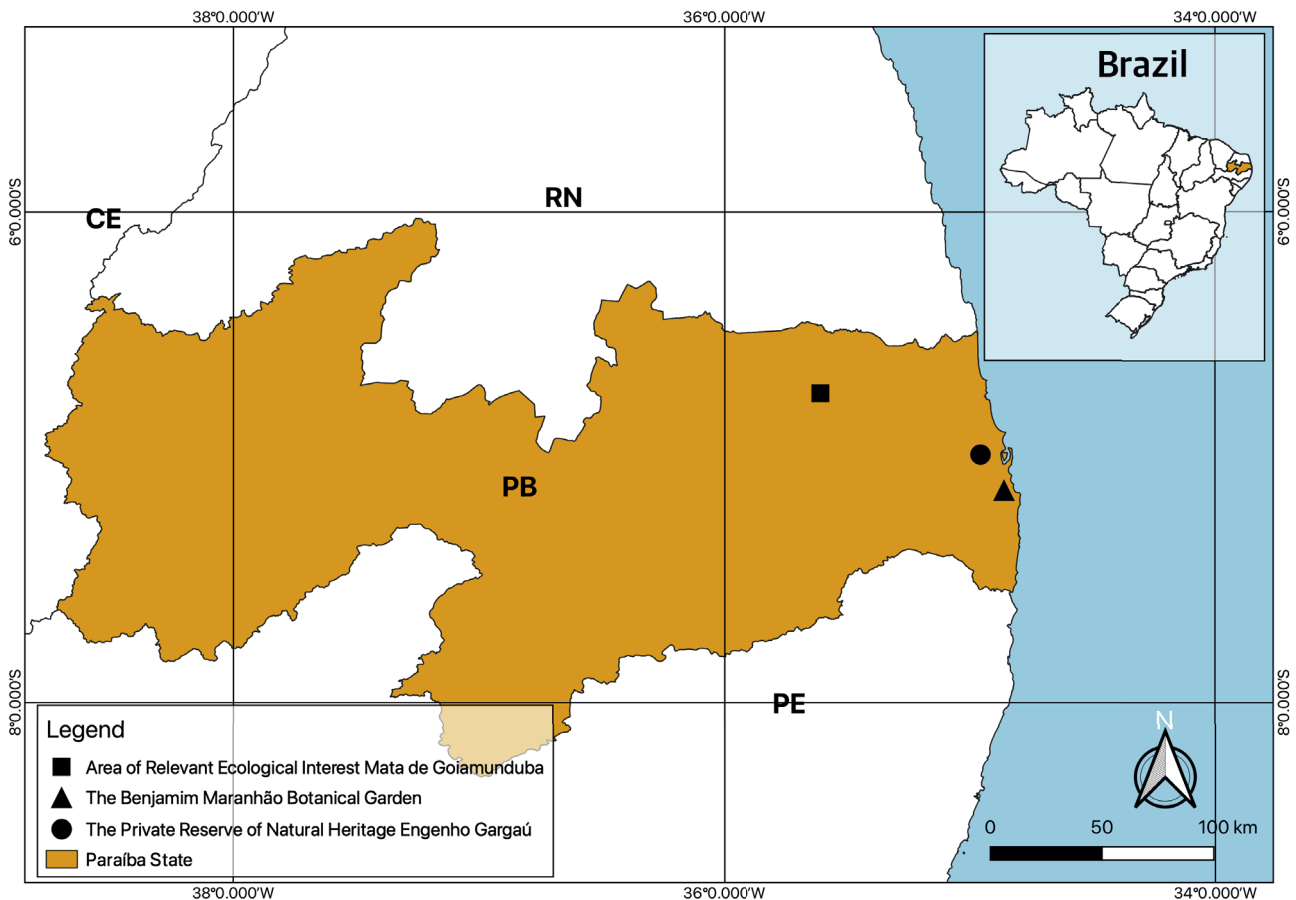 38°0.000′W 36°0.000′W 34°0.000′W
Brazil
6°0.000′S
CE
RN
6°0.000′S
PB
8°0.000′S
PE
8°0.000′S
Legend
Area of Relevant Ecological Interest Mata de Goiamunduba
The Benjamim Maranhão Botanical Garden
The Private Reserve of Natural Heritage Engenho Gargaú
Paraíba State
N
0 50 100 km
38°0.000′W 36°0.000′W 34°0.000′W